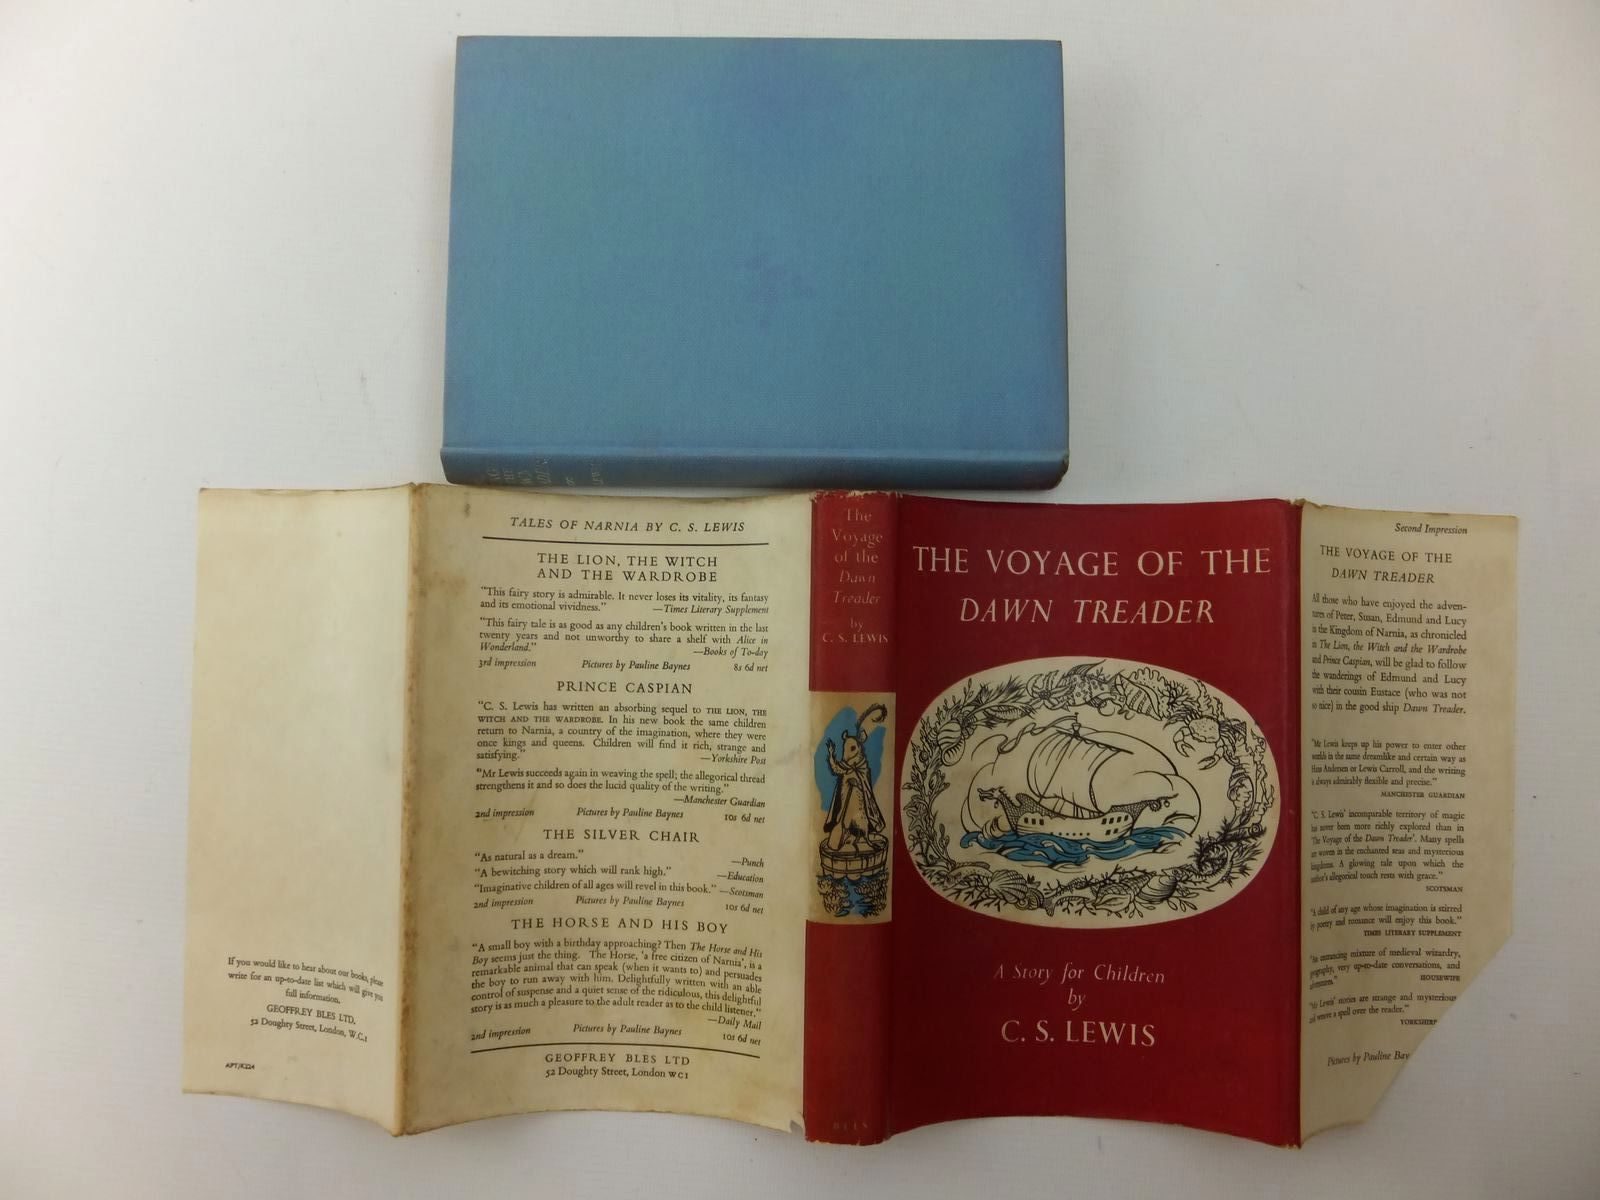 If you would like to hear about our books, please
write for an up-to-date list which will give you
full information.
GEOFFREY BLES LTD,
52 Doughty Street, London, W.C.1
TALES OF NARNIA BY C. S. LEWIS
THE LION, THE WITCH
AND THE WARDROBE
"This fairy story is admirable. It never loses its vitality, its fantasy
and its emotional vividness." —Times Literary Supplement
"This fairy tale is as good as any children's book written in the last
twenty years and not unworthy to share a shelf with Alice in
Wonderland." —Books of To-day
3rd impression Pictures by Pauline Baynes 8s 6d net
PRINCE CASPIAN
"C. S. Lewis has written an absorbing sequel to THE LION, THE
WITCH AND THE WARDROBE. In his new book the same children
return to Narnia, a country of the imagination, where they were
once kings and queens. Children will find it rich, strange and
satisfying." —Yorkshire Post
"Mr Lewis succeeds again in weaving the spell; the allegorical thread
strengthens it and so does the lucid quality of the writing."
—Manchester Guardian
2nd impression Pictures by Pauline Baynes 10s 6d net
THE SILVER CHAIR
"As natural as a dream." —Punch
"A bewitching story which will rank high." —Education
"Imaginative children of all ages will revel in this book." —Scotsman
2nd impression Pictures by Pauline Baynes 10s 6d net
THE HORSE AND HIS BOY
"A small boy with a birthday approaching? Then The Horse and His
Boy seems just the thing. The Horse, 'a free citizen of Narnia', is a
remarkable animal that can speak (when it wants to) and persuades
the boy to run away with him. Delightfully written with an able
control of suspense and a quiet sense of the ridiculous, this delightful
story is as much a pleasure to the adult reader as to the child listener."
—Daily Mail
2nd impression Pictures by Pauline Baynes 10s 6d net
GEOFFREY BLES LTD
52 Doughty Street, London WC1
The
Voyage
of the
Dawn
Treader
by
C. S. LEWIS
BLES
THE VOYAGE OF THE
DAWN TREADER
A Story for Children
by
C. S. LEWIS
Second Impression
THE VOYAGE OF THE
DAWN TREADER
All those who have enjoyed the adven-
tures of Peter, Susan, Edmund and Lucy
in the Kingdom of Narnia, as chronicled
in The Lion, the Witch and the Wardrobe
and Prince Caspian, will be glad to follow
the wanderings of Edmund and Lucy
with their cousin Eustace (who was not
so nice) in the good ship Dawn Treader.
"Mr Lewis keeps up his power to enter other
worlds in the same dreamlike and certain way as
Hans Andersen or Lewis Carroll, and the writing
is always admirably flexible and precise."
MANCHESTER GUARDIAN
"C. S. Lewis' incomparable territory of magic
has never been more richly explored than in
'The Voyage of the Dawn Treader'. Many spells
are woven in the enchanted seas and mysterious
kingdoms. A glowing tale upon which the
author's allegorical touch rests with grace."
SCOTSMAN
"A child of any age whose imagination is stirred
by poetry and romance will enjoy this book."
TIMES LITERARY SUPPLEMENT
"An entrancing mixture of medieval wizardry,
geography, very up-to-date conversations, and
adventures." HOUSEWIFE
"Mr Lewis' stories are strange and mysterious
and weave a spell over the reader."
YORKSHIRE
Pictures by Pauline Bay